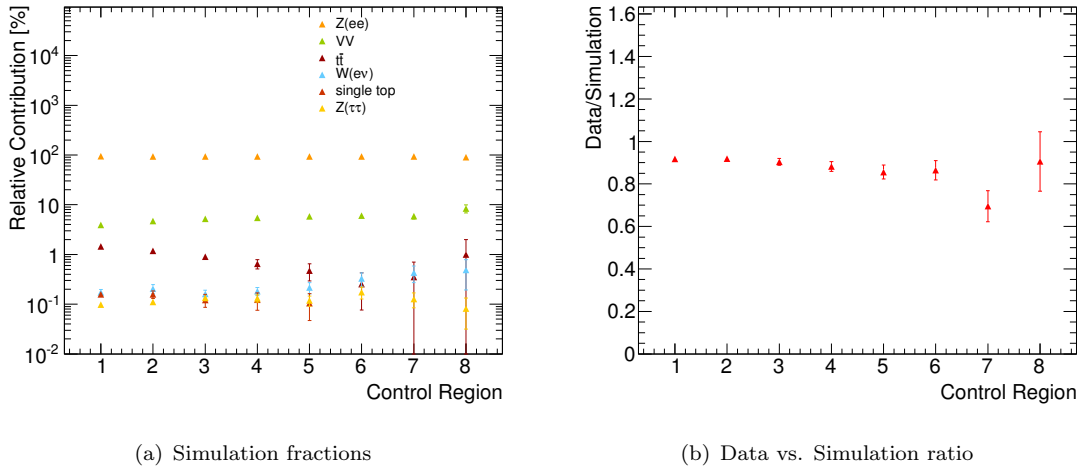 Relative Contribution [%]
10⁴
10³
10²
10
1
10⁻¹
10⁻²
Z(ee)
VV
tt̄
W(eν)
single top
Z(ττ)
1 2 3 4 5 6 7 8
Control Region
(a) Simulation fractions
Data/Simulation
1.6
1.4
1.2
1
0.8
0.6
0.4
0.2
0
1 2 3 4 5 6 7 8
Control Region
(b) Data vs. Simulation ratio